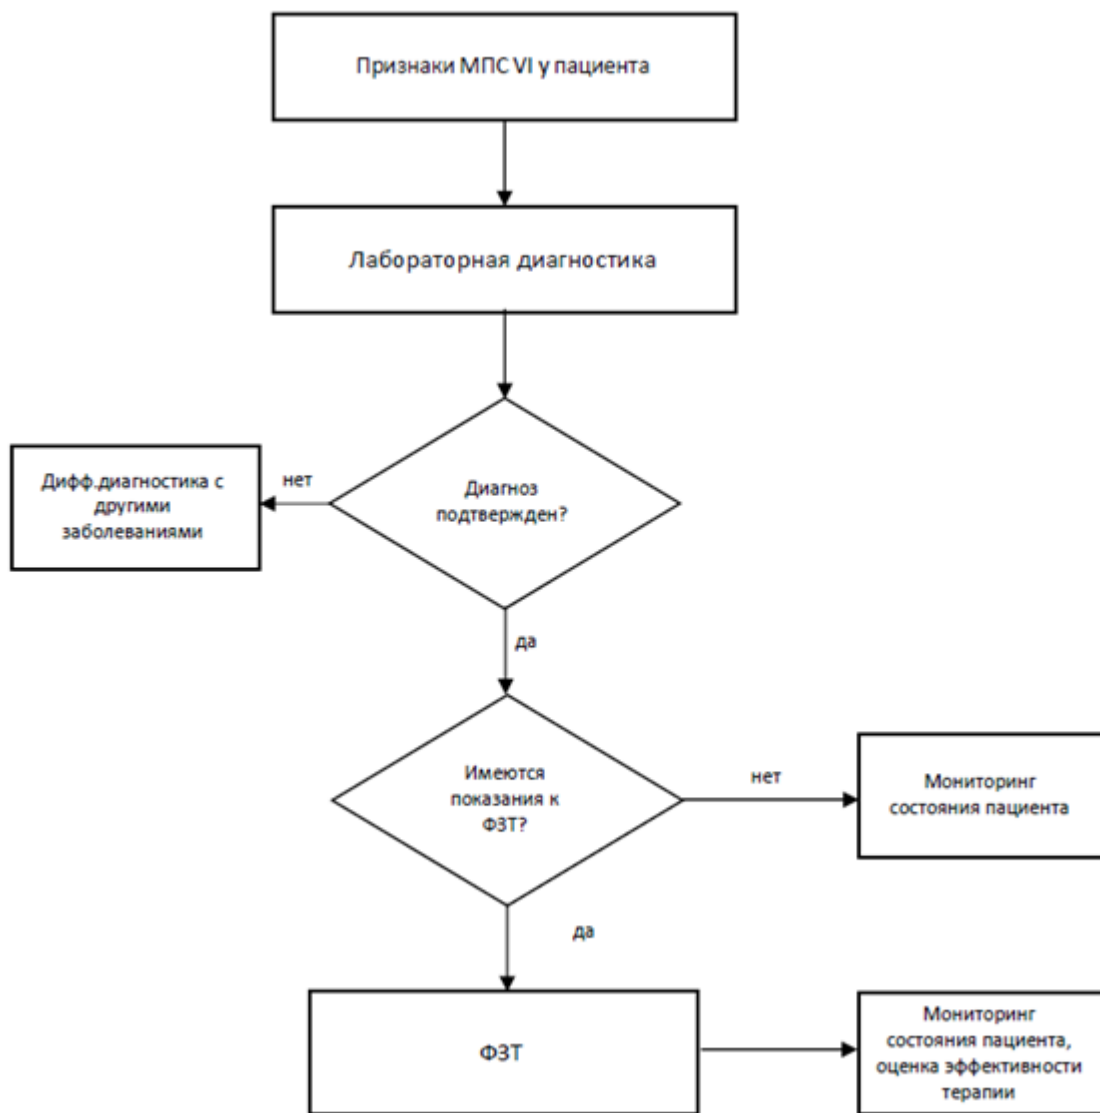 Признаки МПС VI у пациента
Лабораторная диагностика
Диагноз
подтвержден?
нет
Дифф.диагностика с
другими
заболеваниями
да
Имеются
показания к
ФЗТ?
нет
Мониторинг
состояния пациента
да
ФЗТ
Мониторинг
состояния пациента,
оценка эффективности
терапии